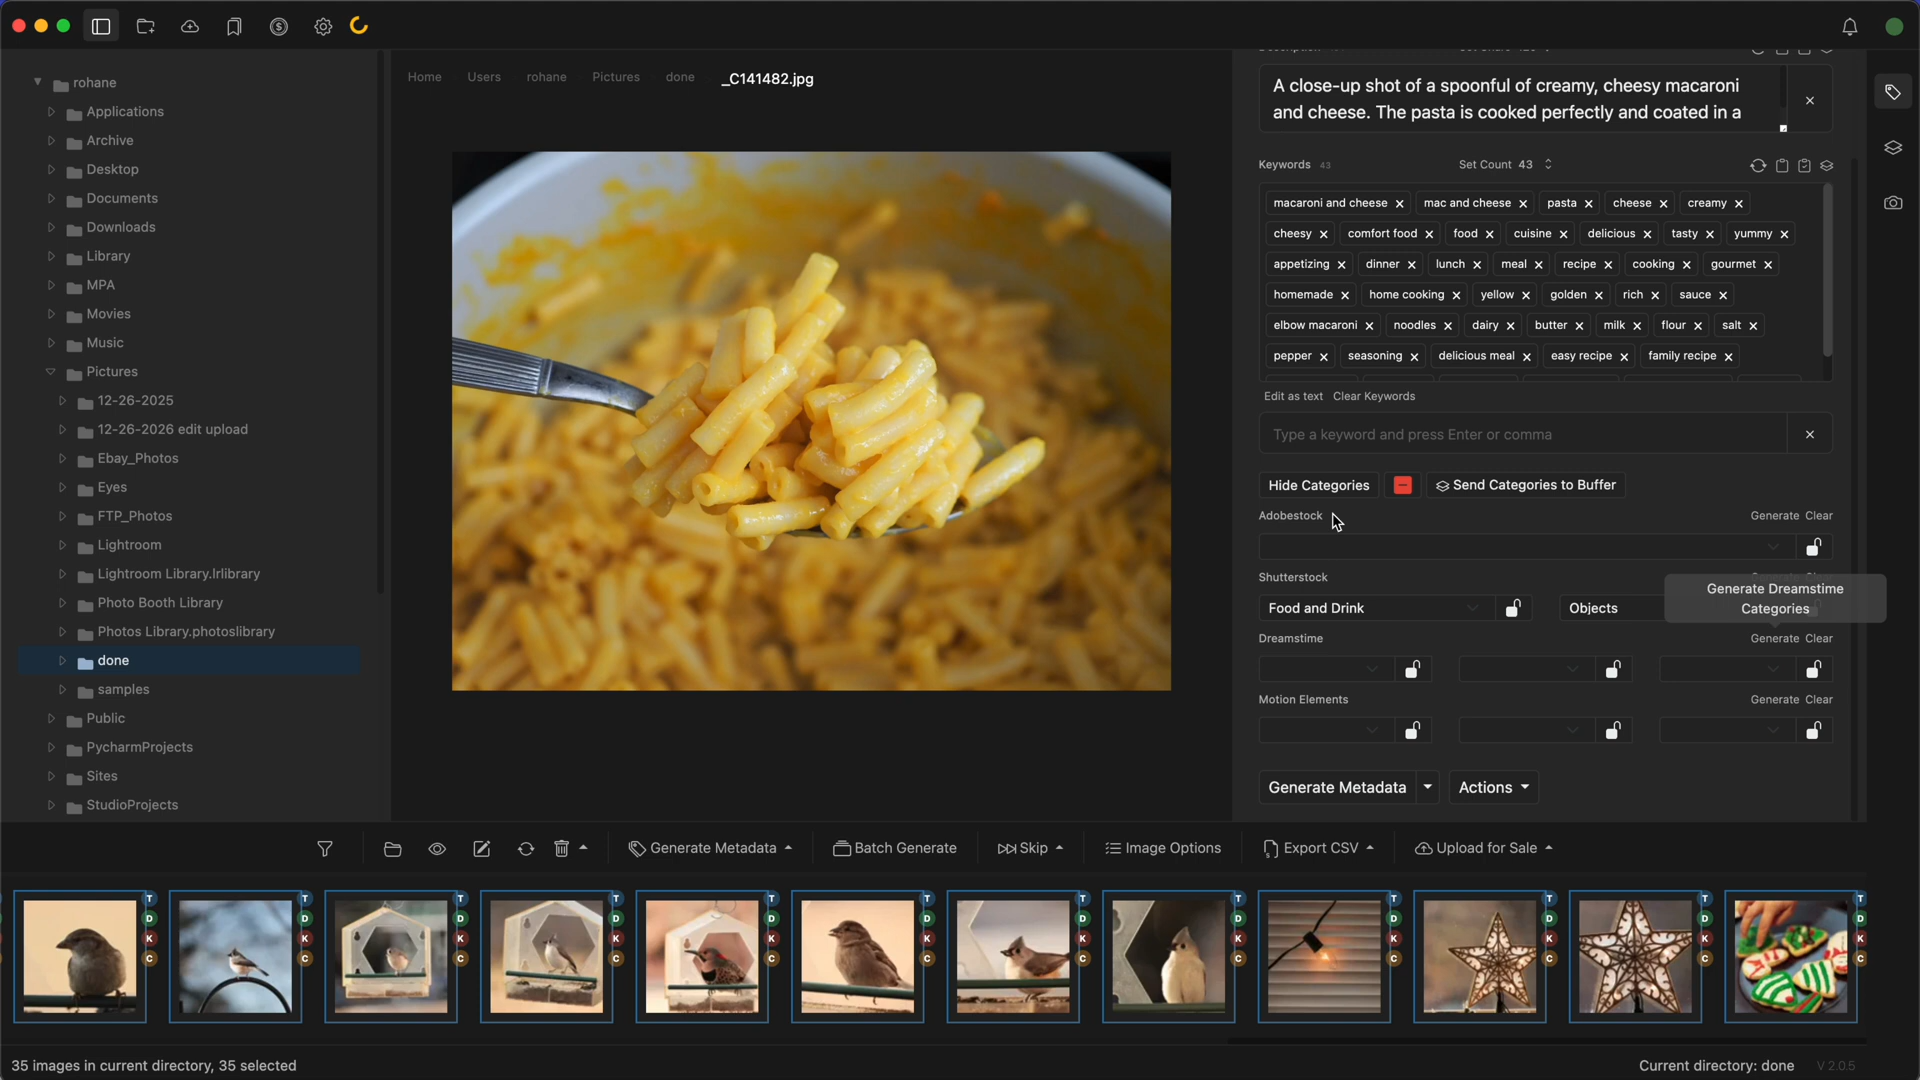 Home Users rohane Pictures done _C141482.jpg
rohane
Applications
Archive
Desktop
Documents
Downloads
Library
MPA
Movies
Music
Pictures
12-26-2025
12-26-2026 edit upload
Ebay_Photos
Eyes
FTP_Photos
Lightroom
Lightroom Library.lrlibrary
Photo Booth Library
Photos Library.photoslibrary
done
samples
Public
PycharmProjects
Sites
StudioProjects
A close-up shot of a spoonful of creamy, cheesy macaroni
and cheese. The pasta is cooked perfectly and coated in a
Keywords 43 Set Count 43
macaroni and cheese mac and cheese pasta cheese creamy
cheesy comfort food food cuisine delicious tasty yummy
appetizing dinner lunch meal recipe cooking gourmet
homemade home cooking yellow golden rich sauce
elbow macaroni noodles dairy butter milk flour salt
pepper seasoning delicious meal easy recipe family recipe
Edit as text Clear Keywords
Type a keyword and press Enter or comma
Hide Categories Send Categories to Buffer
Adobestock Generate Clear
Shutterstock
Food and Drink Objects
Generate Dreamstime
Categories
Dreamstime Generate Clear
Motion Elements Generate Clear
Generate Metadata Actions
Generate Metadata Batch Generate Skip Image Options Export CSV Upload for Sale
T T T T T T T T T T T T
D D D D D D D D D D D D
K K K K K K K K K K K K
C C C C C C C C C C C C
35 images in current directory, 35 selected
Current directory: done V 2.0.5